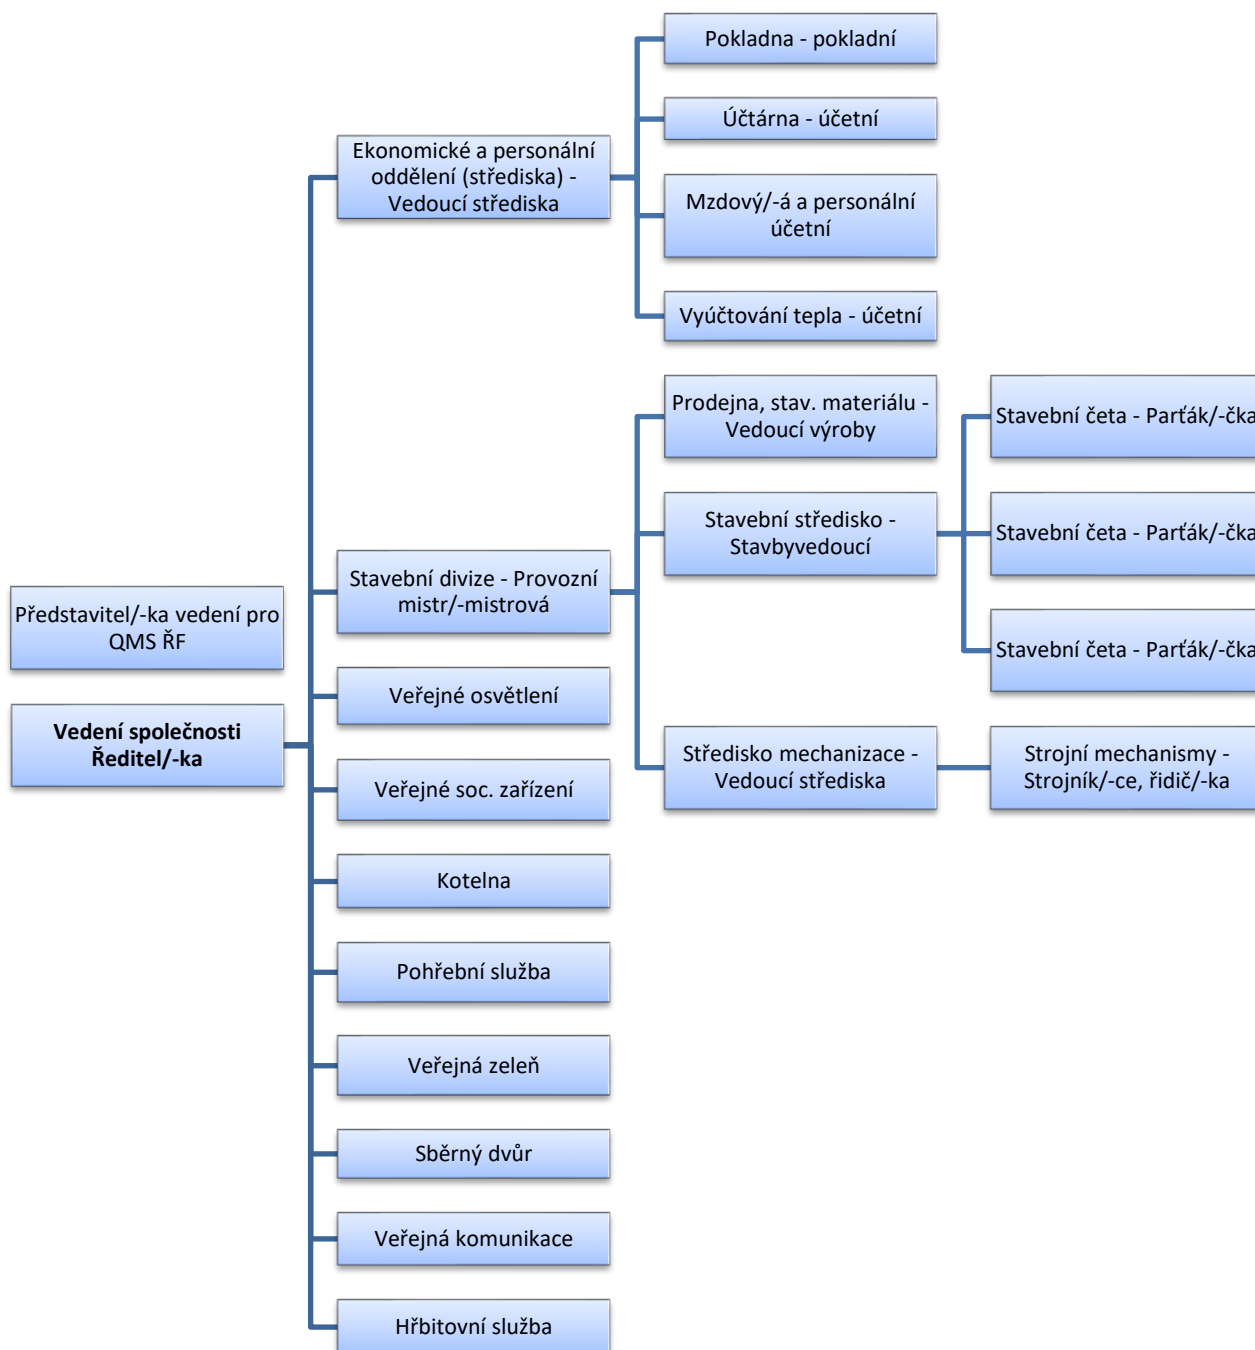 Pokladna - pokladní
Účtárna - účetní
Ekonomické a personální
oddělení (střediska) -
Vedoucí střediska
Mzdový/-á a personální
účetní
Vyúčtování tepla - účetní
Prodejna, stav. materiálu -
Vedoucí výroby
Stavební četa - Parťák/-čka
Stavební středisko -
Stavbyvedoucí
Stavební četa - Parťák/-čka
Stavební divize - Provozní
mistr/-mistrová
Představitel/-ka vedení pro
QMS ŘF
Stavební četa - Parťák/-čka
Veřejné osvětlení
Vedení společnosti
Ředitel/-ka
Středisko mechanizace -
Vedoucí střediska
Strojní mechanismy -
Strojník/-ce, řidič/-ka
Veřejné soc. zařízení
Kotelna
Pohřební služba
Veřejná zeleň
Sběrný dvůr
Veřejná komunikace
Hřbitovní služba